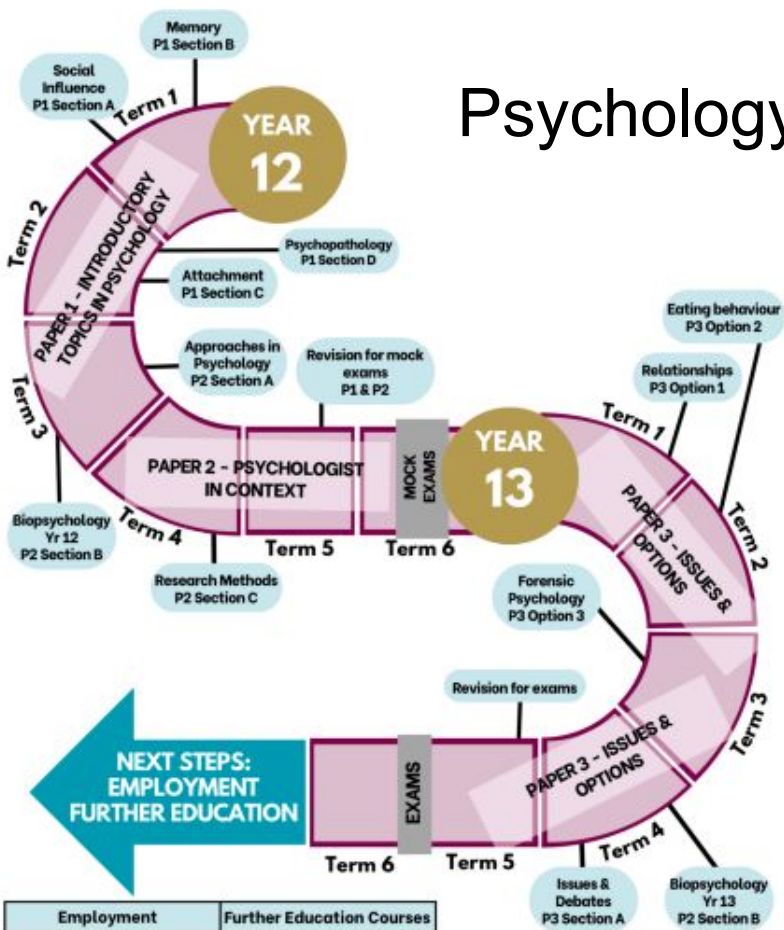 Psychology
YEAR
12
Memory
P1 Section B
Social
Influence
P1 Section A
Term 1
Term 2
PAPER 1 - INTRODUCTORY
TOPICS IN PSYCHOLOGY
Psychopathology
P1 Section D
Attachment
P1 Section C
Term 3
Approaches in
Psychology
P2 Section A
Biopsychology
Yr 12
P2 Section B
Term 4
Research Methods
P2 Section C
PAPER 2 - PSYCHOLOGIST
IN CONTEXT
Revision for mock
exams
P1 & P2
Term 5
MOCK
EXAMS
Term 6
YEAR
13
Term 1
Relationships
P3 Option 1
Eating behaviour
P3 Option 2
Term 2
PAPER 3 - ISSUES &
OPTIONS
Forensic
Psychology
P3 Option 3
Term 3
PAPER 3 - ISSUES &
OPTIONS
Term 4
Biopsychology
Yr 13
P2 Section B
Issues &
Debates
P3 Section A
Revision for exams
Term 5
EXAMS
Term 6
NEXT STEPS:
EMPLOYMENT
FURTHER EDUCATION
Employment
Further Education Courses